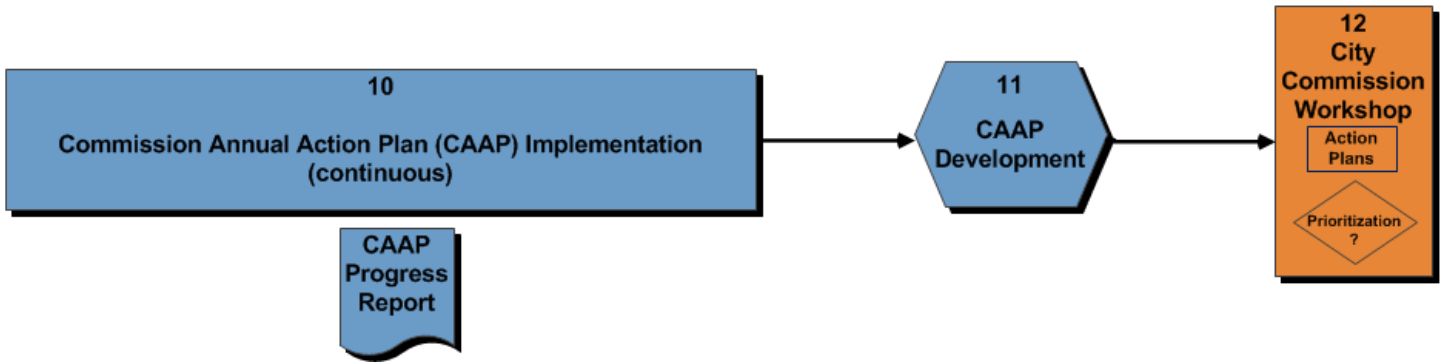 10
Commission Annual Action Plan (CAAP) Implementation
(continuous)
CAAP
Progress
Report
11
CAAP
Development
12
City
Commission
Workshop
Action
Plans
Prioritization
?